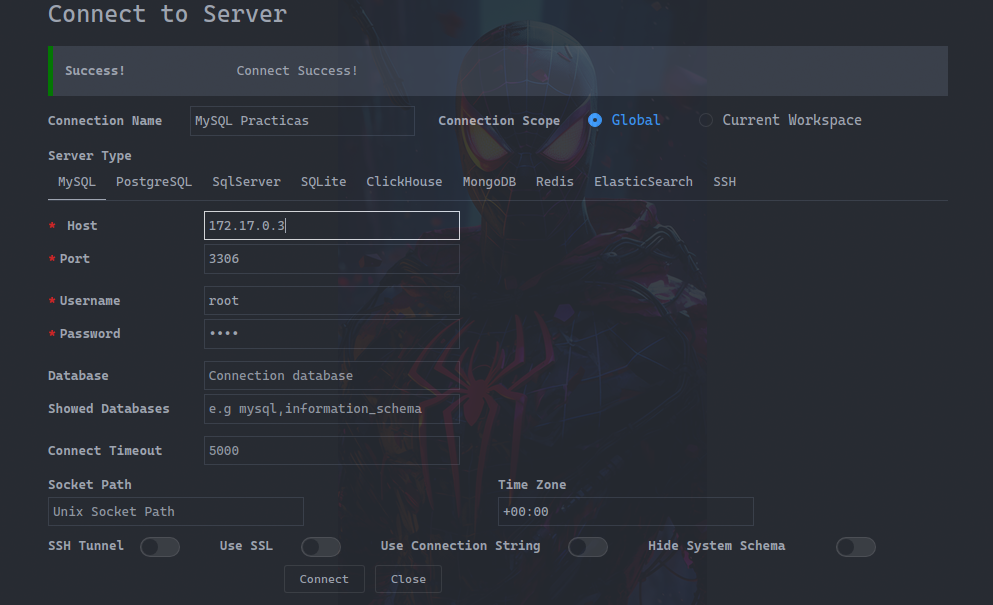 Connect to Server
Success! Connect Success!
Connection Name MySQL Practicas Connection Scope Global Current Workspace
Server Type
MySQL PostgreSQL SqlServer SQLite ClickHouse MongoDB Redis ElasticSearch SSH
* Host 172.17.0.3
* Port 3306
* Username root
* Password ••••
Database Connection database
Showed Databases e.g mysql,information_schema
Connect Timeout 5000
Socket Path Time Zone
Unix Socket Path +00:00
SSH Tunnel Use SSL Use Connection String Hide System Schema
Connect Close